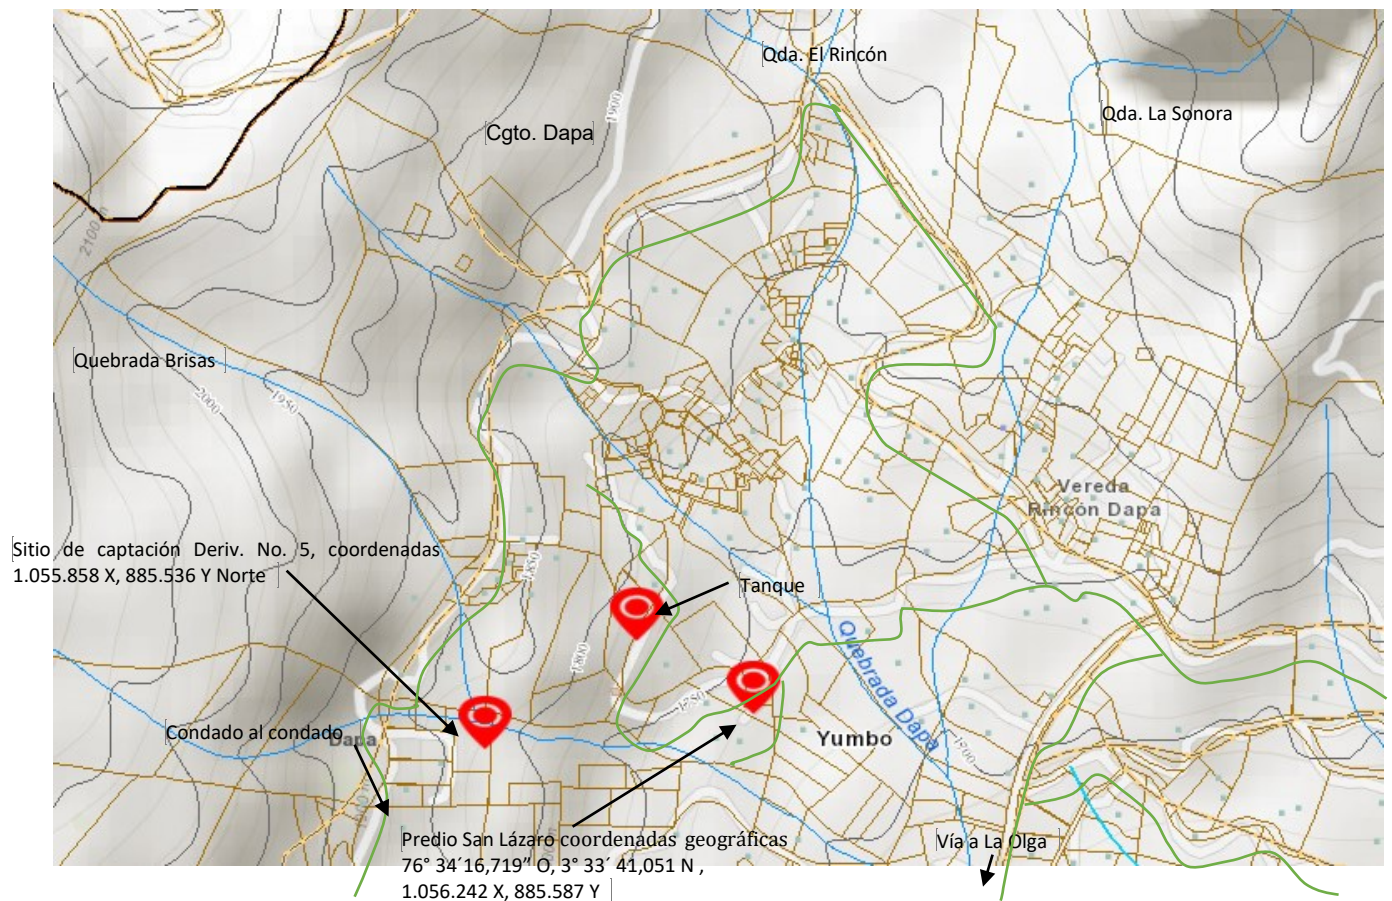 Qda. El Rincón
1900
Qda. La Sonora
Cgto. Dapa
2100
Quebrada Brisas
2000
1950
Vereda
Rincón Dapa
Sitio de captación Deriv. No. 5, coordenadas
1.055.858 X, 885.536 Y Norte
1850
Tanque
1800
Quebrada Dapa
1750
Condado al condado
Dapa
Yumbo
1700
Predio San Lázaro coordenadas geográficas
76° 34´16,719” O, 3° 33´ 41,051 N ,
1.056.242 X, 885.587 Y
Vía a La Olga